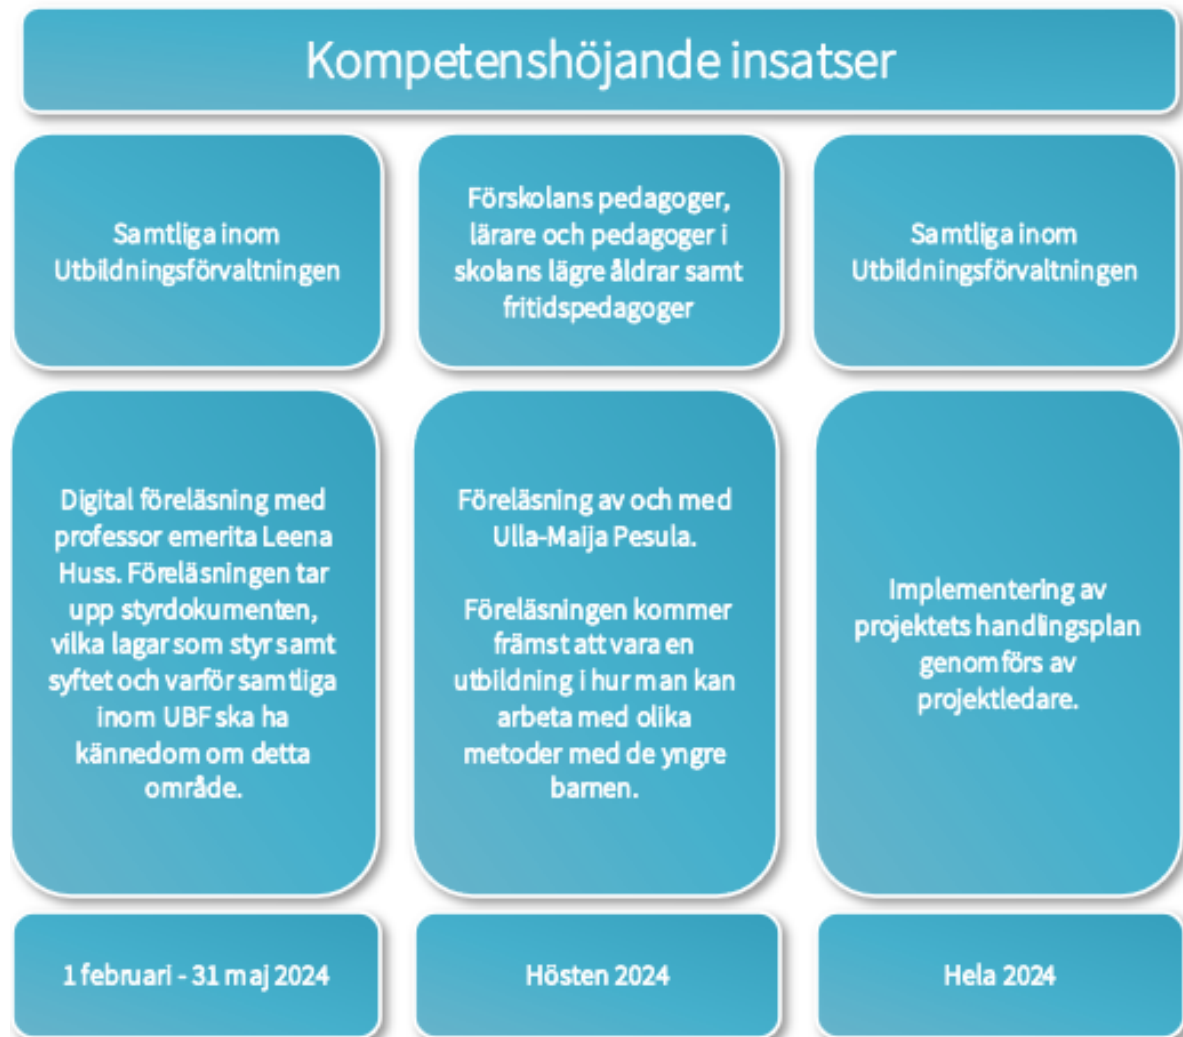 Kompetenshöjande insatser
Samtliga inom
Utbildningsförvaltningen
Förskolans pedagoger,
lärare och pedagoger i
skolans lägre åldrar samt
fritidspedagoger
Samtliga inom
Utbildningsförvaltningen
Digital föreläsning med
professor emerita Leena
Huss. Föreläsningen tar
upp styrdokumenten,
vilka lagar som styr samt
syftet och varför samtliga
inom UBF ska ha
kännedom om detta
område.
Föreläsning av och med
Ulla-Maija Pesula.
Föreläsningen kommer
främst att vara en
utbildning i hur man kan
arbeta med olika
metoder med de yngre
barnen.
Implementering av
projektets handlingsplan
genomförs av
projektledare.
1 februari - 31 maj 2024
Hösten 2024
Hela 2024